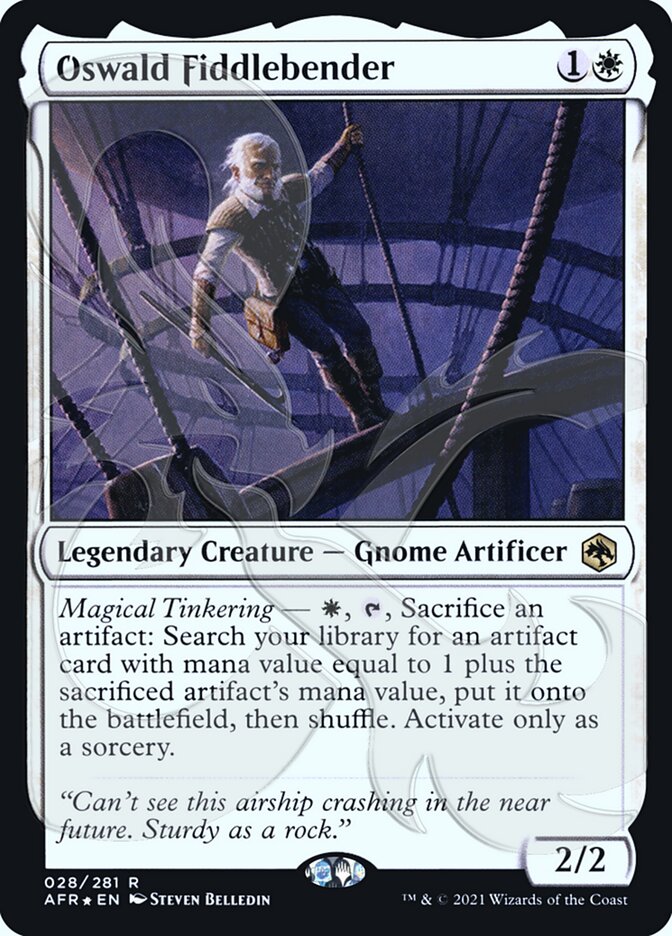 Oswald Fiddlebender 1
Legendary Creature — Gnome Artificer
Magical Tinkering — , , Sacrifice an
artifact: Search your library for an artifact
card with mana value equal to 1 plus the
sacrificed artifact's mana value, put it onto
the battlefield, then shuffle. Activate only as
a sorcery.
"Can't see this airship crashing in the near
future. Sturdy as a rock."
2/2
028/281 R
AFR★EN Steven Belledin
™ & © 2021 Wizards of the Coast